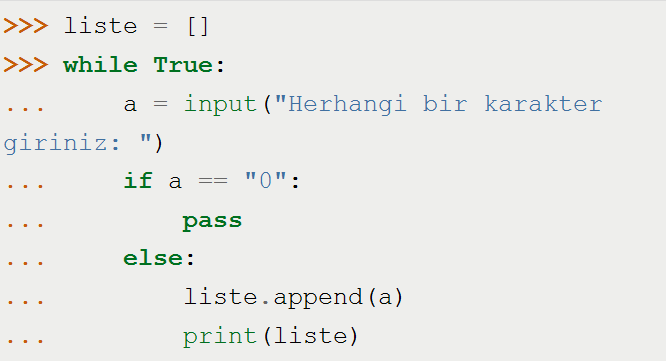 >>> liste = []
>>> while True:
...     a = input("Herhangi bir karakter
giriniz: ")
...     if a == "0":
...         pass
...     else:
...         liste.append(a)
...         print(liste)